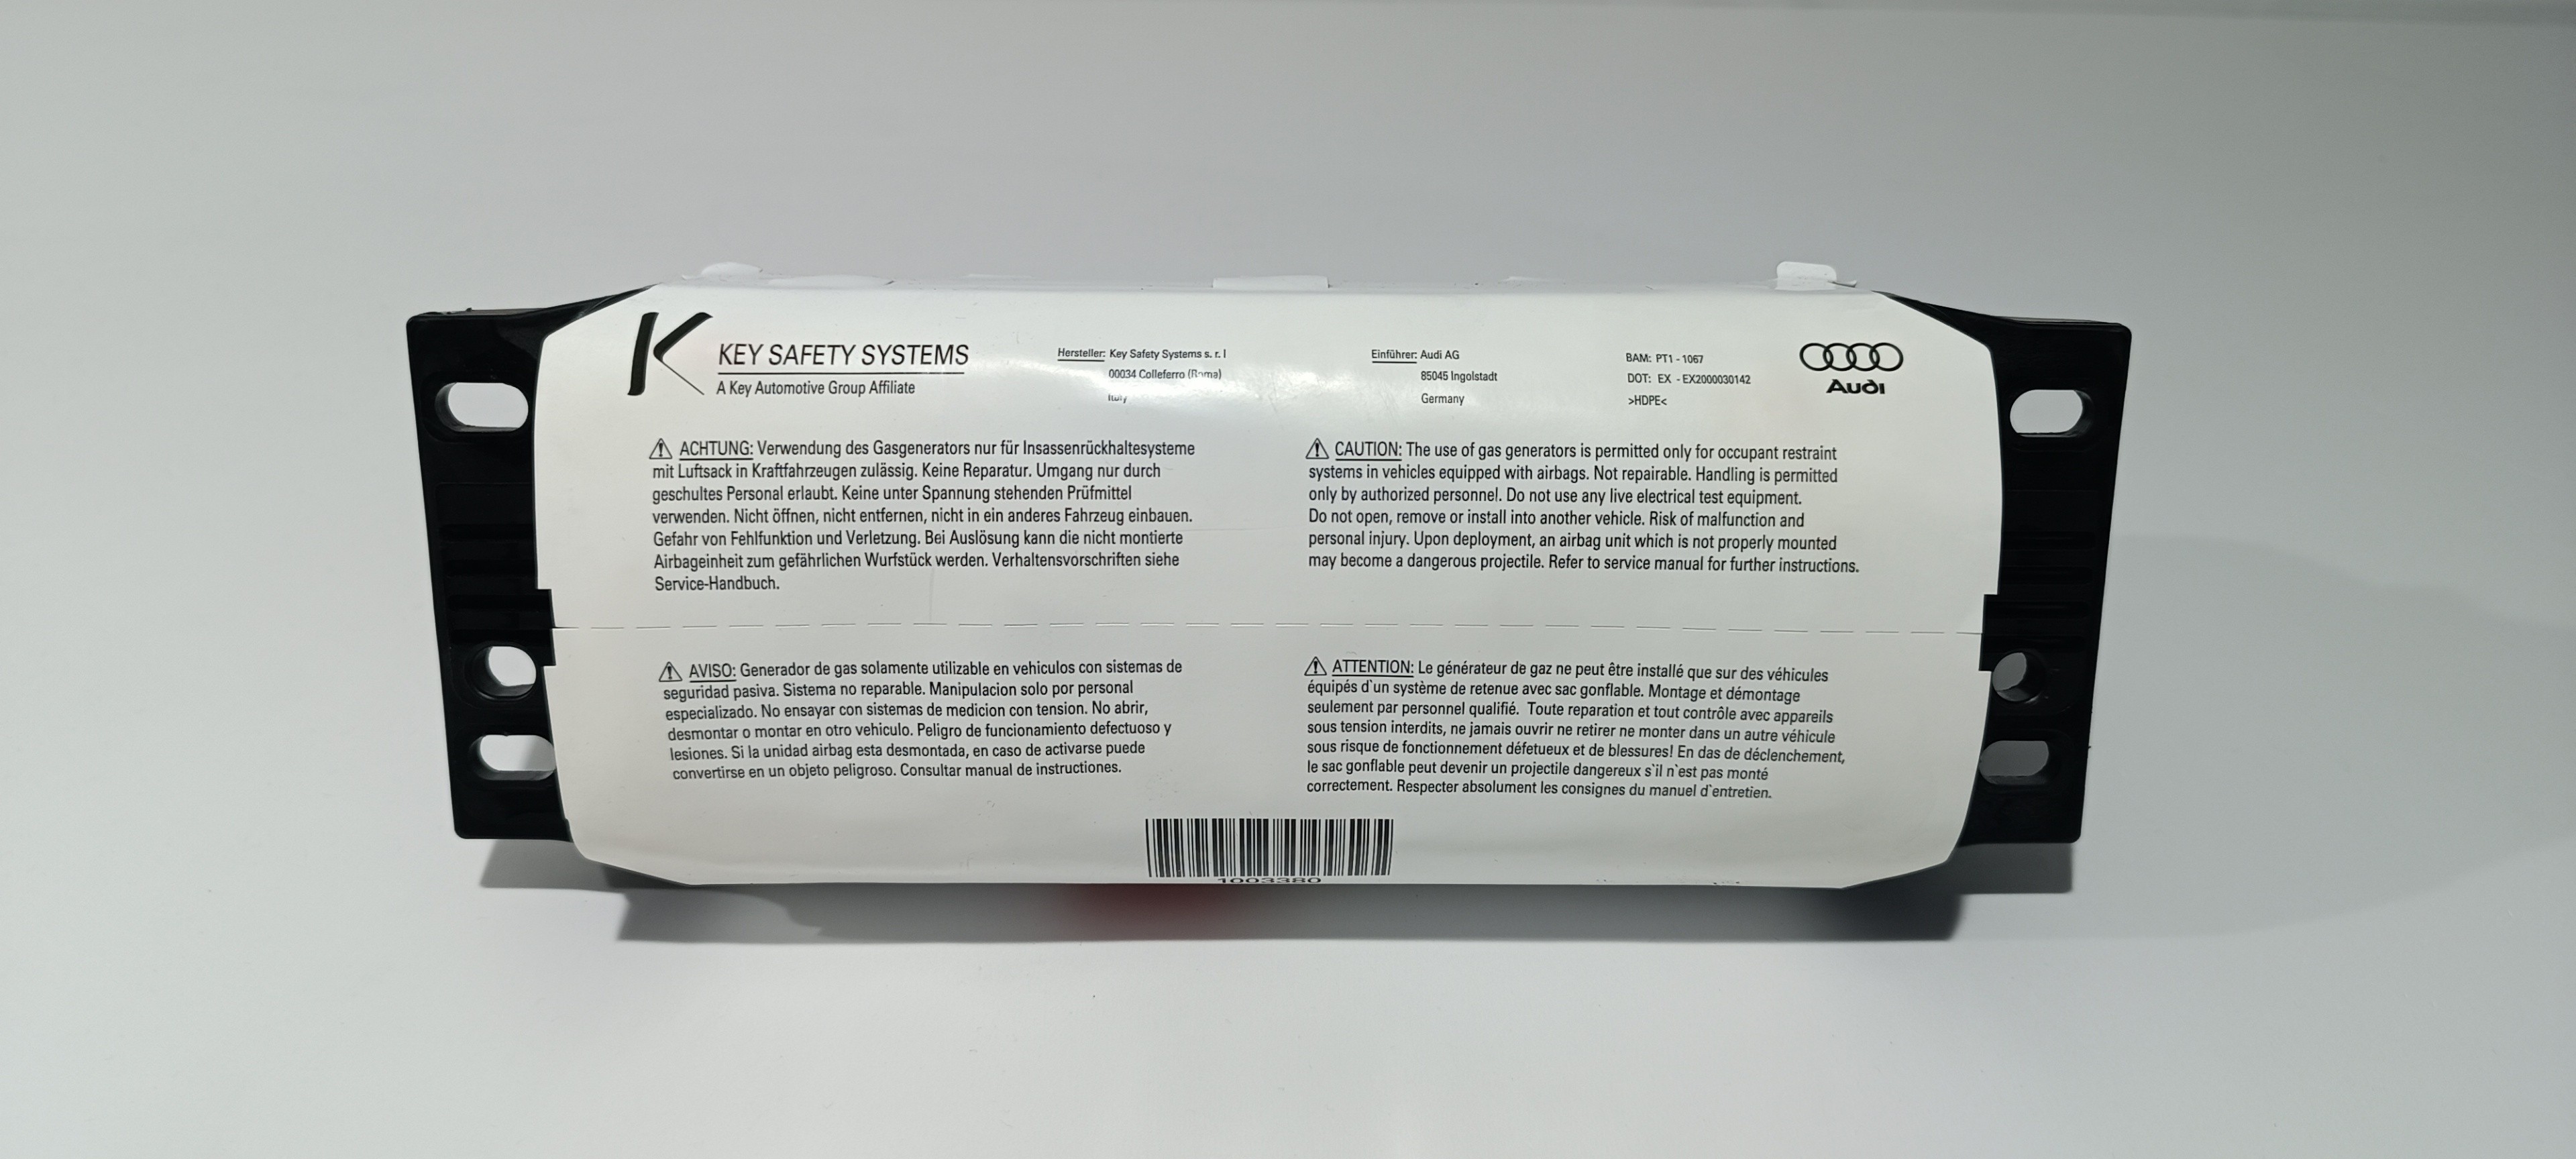 KEY SAFETY SYSTEMS
A Key Automotive Group Affiliate
Hersteller: Key Safety Systems s. r. l
00034 Colleferro (Roma)
Italy
Einführer: Audi AG
85045 Ingolstadt
Germany
BAM: PT1 - 1067
DOT: EX - EX2000030142
>HDPE<
Audi
ACHTUNG: Verwendung des Gasgenerators nur für Insassenrückhaltesysteme
mit Luftsack in Kraftfahrzeugen zulässig. Keine Reparatur. Umgang nur durch
geschultes Personal erlaubt. Keine unter Spannung stehenden Prüfmittel
verwenden. Nicht öffnen, nicht entfernen, nicht in ein anderes Fahrzeug einbauen.
Gefahr von Fehlfunktion und Verletzung. Bei Auslösung kann die nicht montierte
Airbageinheit zum gefährlichen Wurfstück werden. Verhaltensvorschriften siehe
Service-Handbuch.
CAUTION: The use of gas generators is permitted only for occupant restraint
systems in vehicles equipped with airbags. Not repairable. Handling is permitted
only by authorized personnel. Do not use any live electrical test equipment.
Do not open, remove or install into another vehicle. Risk of malfunction and
personal injury. Upon deployment, an airbag unit which is not properly mounted
may become a dangerous projectile. Refer to service manual for further instructions.
AVISO: Generador de gas solamente utilizable en vehiculos con sistemas de
seguridad pasiva. Sistema no reparable. Manipulacion solo por personal
especializado. No ensayar con sistemas de medicion con tension. No abrir,
desmontar o montar en otro vehiculo. Peligro de funcionamiento defectuoso y
lesiones. Si la unidad airbag esta desmontada, en caso de activarse puede
convertirse en un objeto peligroso. Consultar manual de instructiones.
ATTENTION: Le générateur de gaz ne peut être installé que sur des véhicules
équipés d`un système de retenue avec sac gonflable. Montage et démontage
seulement par personnel qualifié. Toute reparation et tout contrôle avec appareils
sous tension interdits, ne jamais ouvrir ne retirer ne monter dans un autre véhicule
sous risque de fonctionnement défetueux et de blessures! En das de déclenchement,
le sac gonflable peut devenir un projectile dangereux s`il n`est pas monté
correctement. Respecter absolument les consignes du manuel d`entretien.
1003380